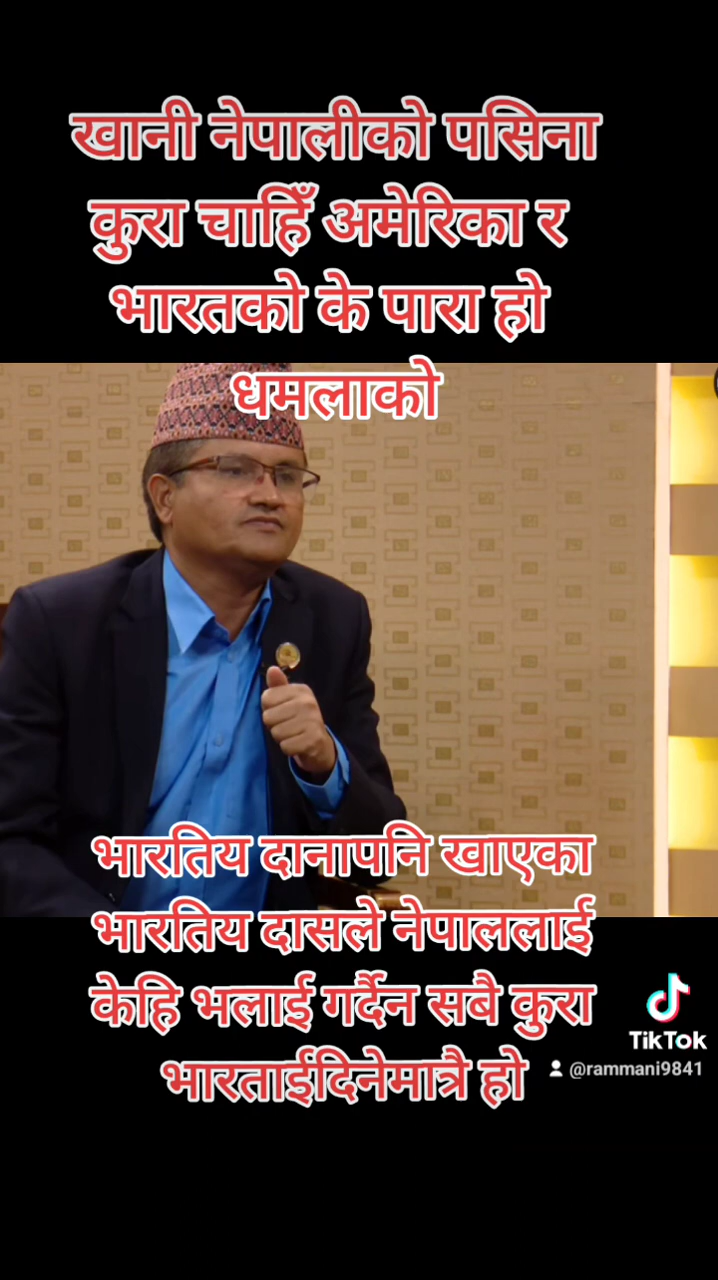 खानी नेपालीको पसिना
कुरा चाहिँ अमेरिका र
भारतको के पारा हो
धमलाको
भारतिय दानापनि खाएका
भारतिय दासले नेपाललाई
केहि भलाई गर्दैन सबै कुरा
भारताईदिनेमात्रै हो
TikTok
@rammani9841